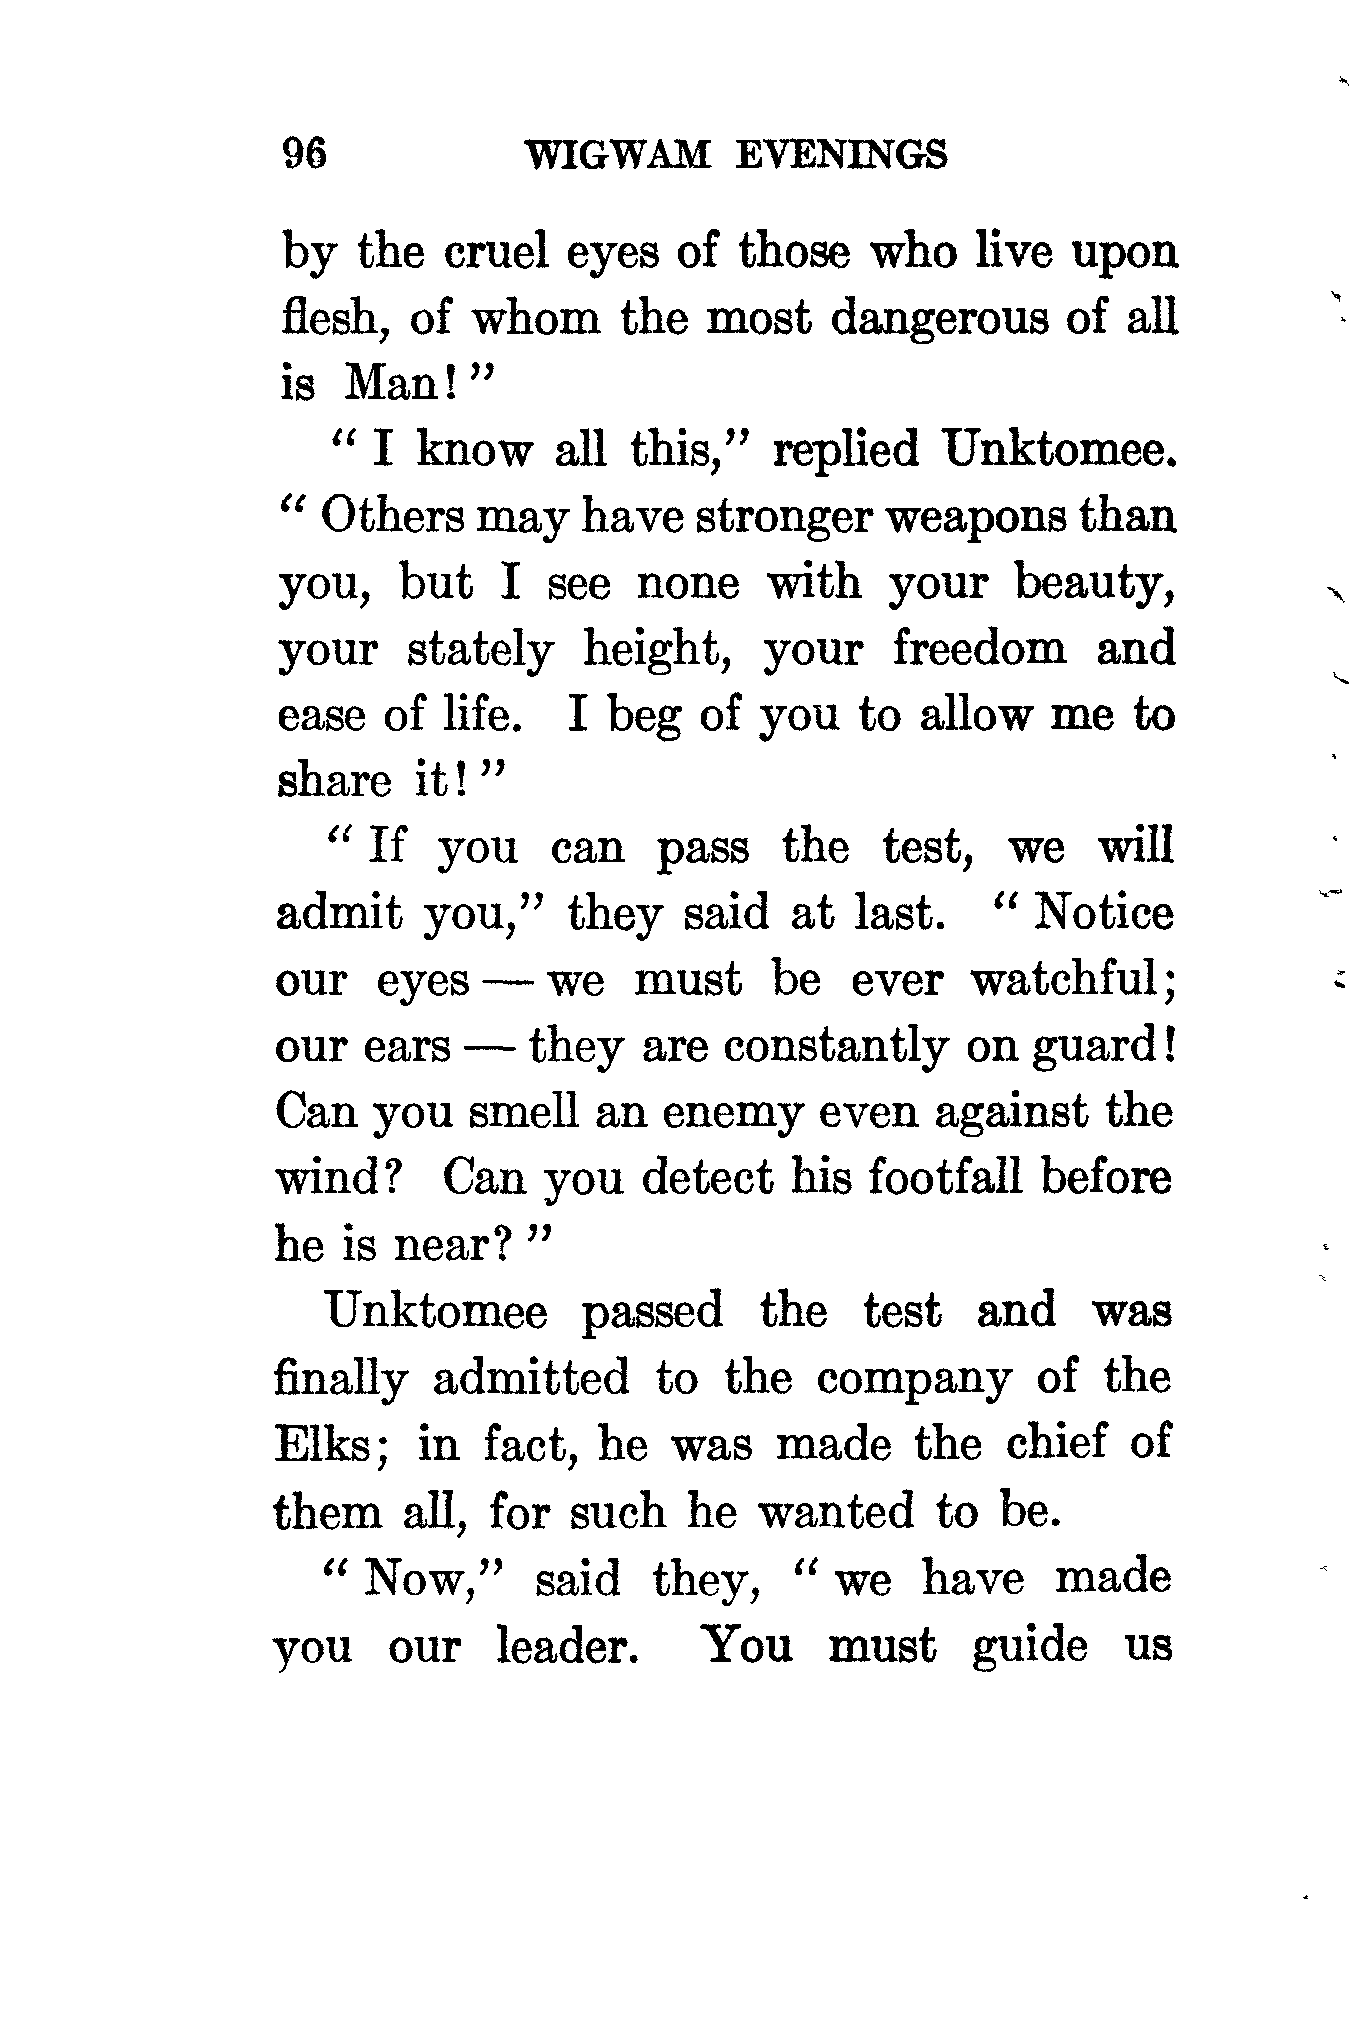 96 WIGWAM EVENINGS
by the cruel eyes of those who live upon
flesh, of whom the most dangerous of all
is Man!”
“ I know all this,” replied Unktomee.
“ Others may have stronger weapons than
you, but I see none with your beauty,
your stately height, your freedom and
ease of life. I beg of you to allow me to
share it!”
“ If you can pass the test, we will
admit you,” they said at last. “ Notice
our eyes — we must be ever watchful;
our ears — they are constantly on guard!
Can you smell an enemy even against the
wind? Can you detect his footfall before
he is near?”
Unktomee passed the test and was
finally admitted to the company of the
Elks; in fact, he was made the chief of
them all, for such he wanted to be.
“ Now,” said they, “ we have made
you our leader. You must guide us